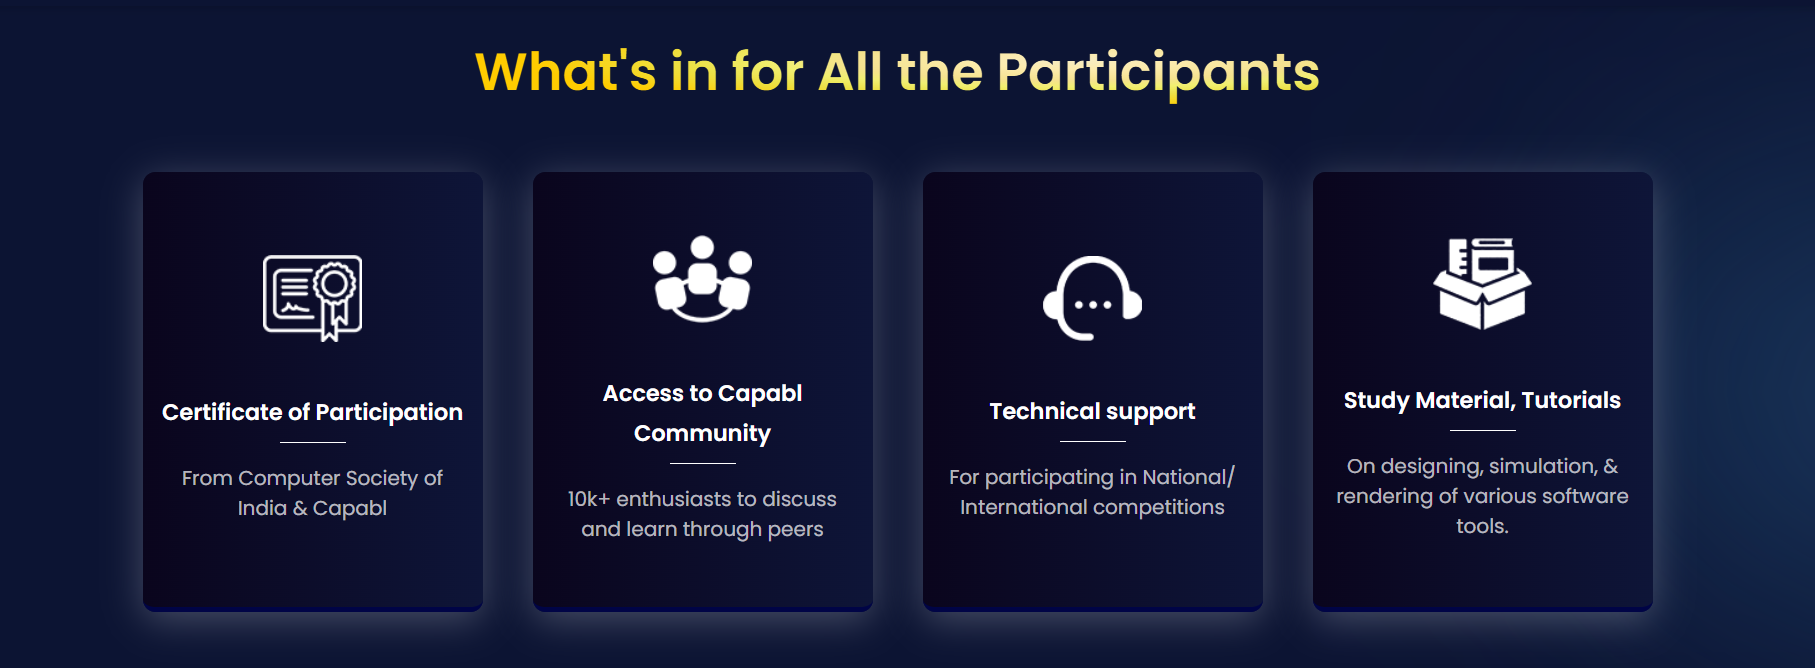 What's in for All the Participants
Certificate of Participation
From Computer Society of
India & Capabl
Access to Capabl
Community
10k+ enthusiasts to discuss
and learn through peers
Technical support
For participating in National/
International competitions
Study Material, Tutorials
On designing, simulation, &
rendering of various software
tools.